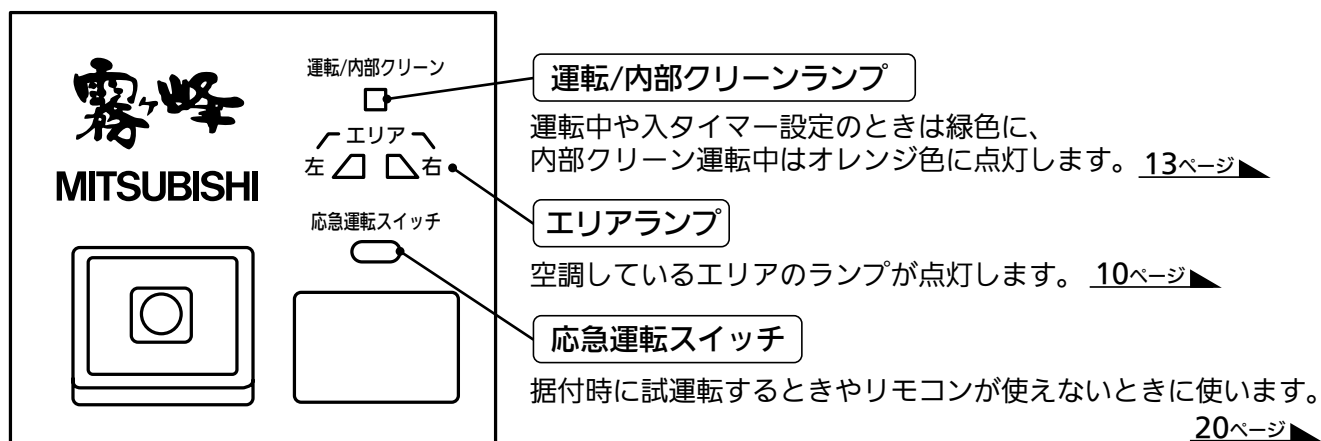 霧ヶ峰
MITSUBISHI
運転/内部クリーン
エリア
左 右
応急運転スイッチ
運転/内部クリーンランプ
運転中や入タイマー設定のときは緑色に、
内部クリーン運転中はオレンジ色に点灯します。 13ページ
エリアランプ
空調しているエリアのランプが点灯します。 10ページ
応急運転スイッチ
据付時に試運転するときやリモコンが使えないときに使います。
20ページ